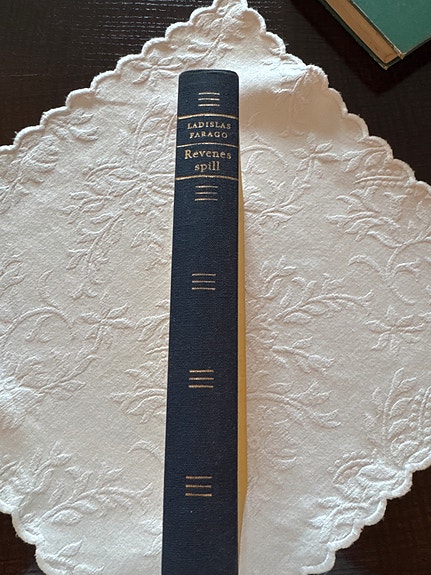 LADISLAS
FARAGO
Revenes
spill